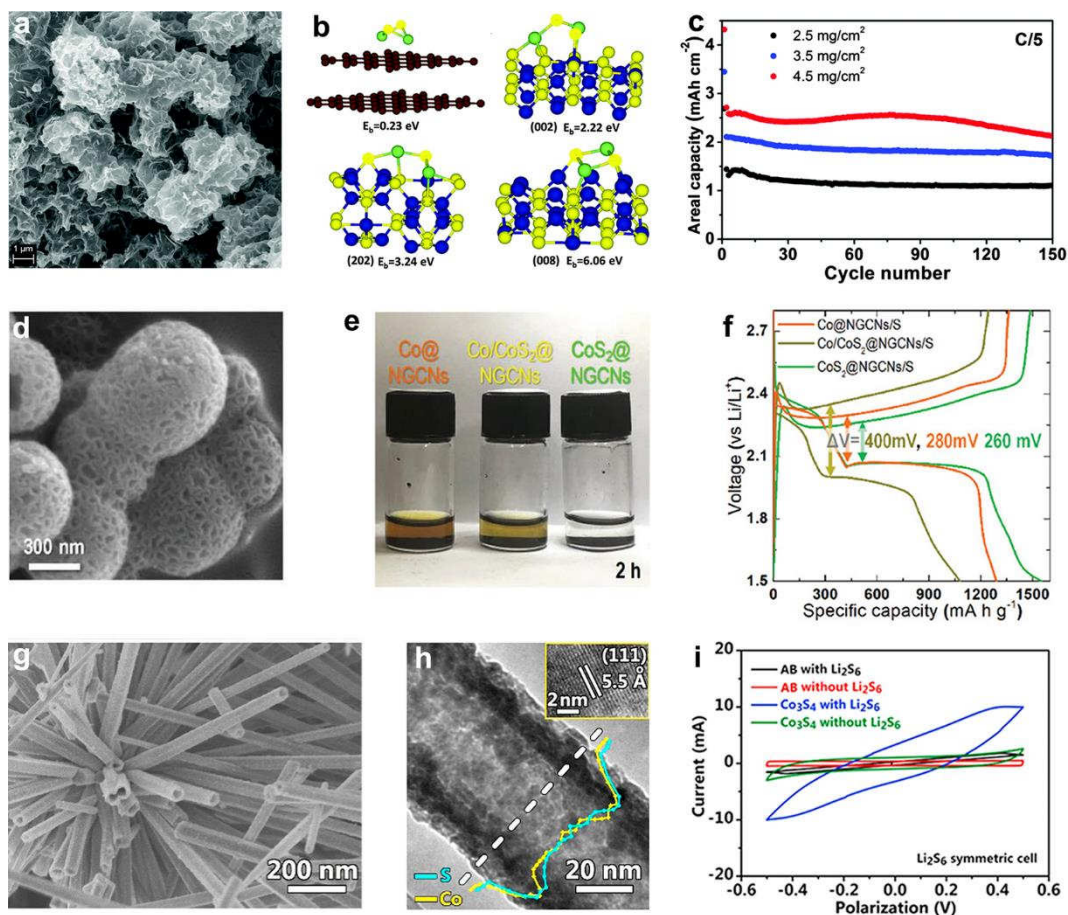 a
1 µm
b
E_b=0.23 eV
(002) E_b=2.22 eV
(202) E_b=3.24 eV
(008) E_b=6.06 eV
c
C/5
2.5 mg/cm²
3.5 mg/cm²
4.5 mg/cm²
Areal capacity (mAh cm⁻²)
4
3
2
1
0
0 30 60 90 120 150
Cycle number
d
300 nm
e
Co@
NGCNs
Co/CoS₂@
NGCNs
CoS₂@
NGCNs
2 h
f
Co@NGCNs/S
Co/CoS₂@NGCNs/S
CoS₂@NGCNs/S
ΔV= 400mV, 280mV 260 mV
Voltage (vs Li/Li⁺)
2.7
2.4
2.1
1.8
1.5
0 300 600 900 1200 1500
Specific capacity (mA h g⁻¹)
g
200 nm
h
(111)
5.5 Å
2nm
S
Co
20 nm
i
AB with Li₂S₆
AB without Li₂S₆
Co₃S₄ with Li₂S₆
Co₃S₄ without Li₂S₆
Current (mA)
20
10
0
-10
-20
Li₂S₆ symmetric cell
-0.6 -0.4 -0.2 0.0 0.2 0.4 0.6
Polarization (V)